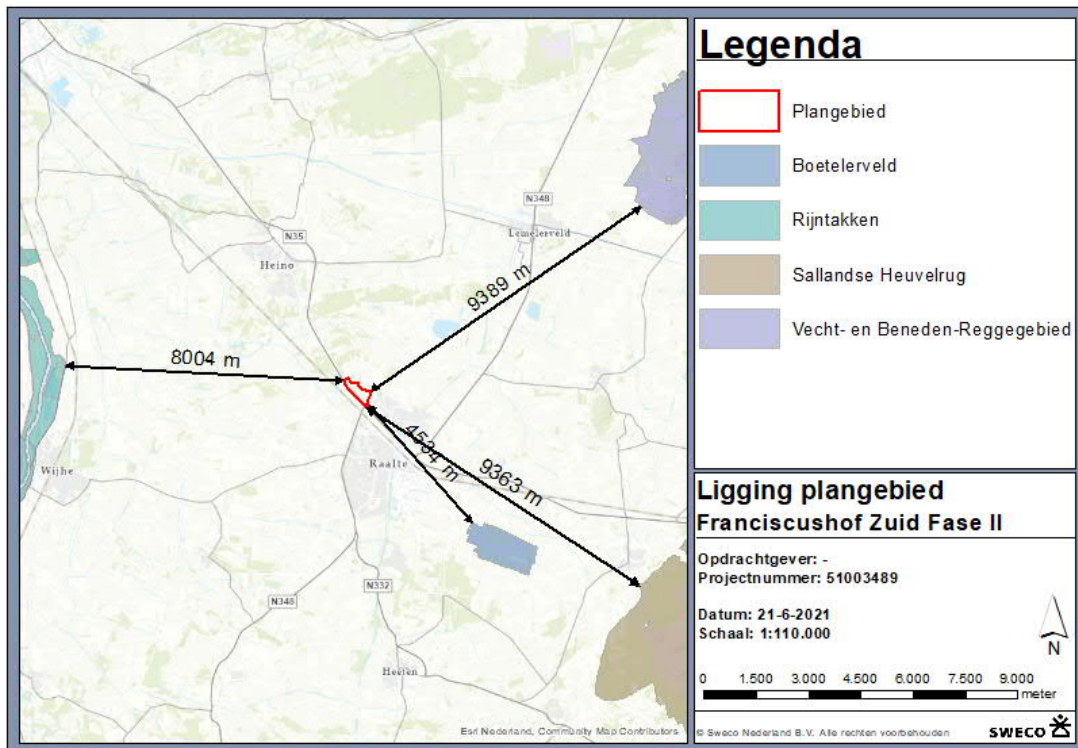 N348
Lemelerveld
N35
Heino
9389 m
8004 m
4534 m
9363 m
Raalte
Wijhe
N332
N348
Heeten
Esri Nederland, Community Map Contributors
Legenda
Plangebied
Boetelerveld
Rijntakken
Sallandse Heuvelrug
Vecht- en Beneden-Reggegebied
Ligging plangebied
Franciscushof Zuid Fase II
Opdrachtgever: -
Projectnummer: 51003489
Datum: 21-6-2021
Schaal: 1:110.000
N
0 1.500 3.000 4.500 6.000 7.500 9.000
meter
© Sweco Nederland B.V. Alle rechten voorbehouden
SWECO